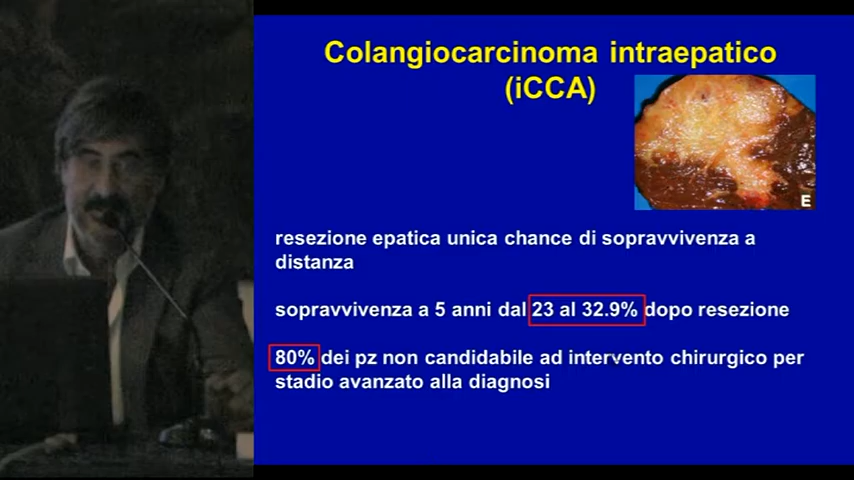 Colangiocarcinoma intraepatico
(iCCA)
E
resezione epatica unica chance di sopravvivenza a
distanza
sopravvivenza a 5 anni dal 23 al 32.9% dopo resezione
80% dei pz non candidabile ad intervento chirurgico per
stadio avanzato alla diagnosi